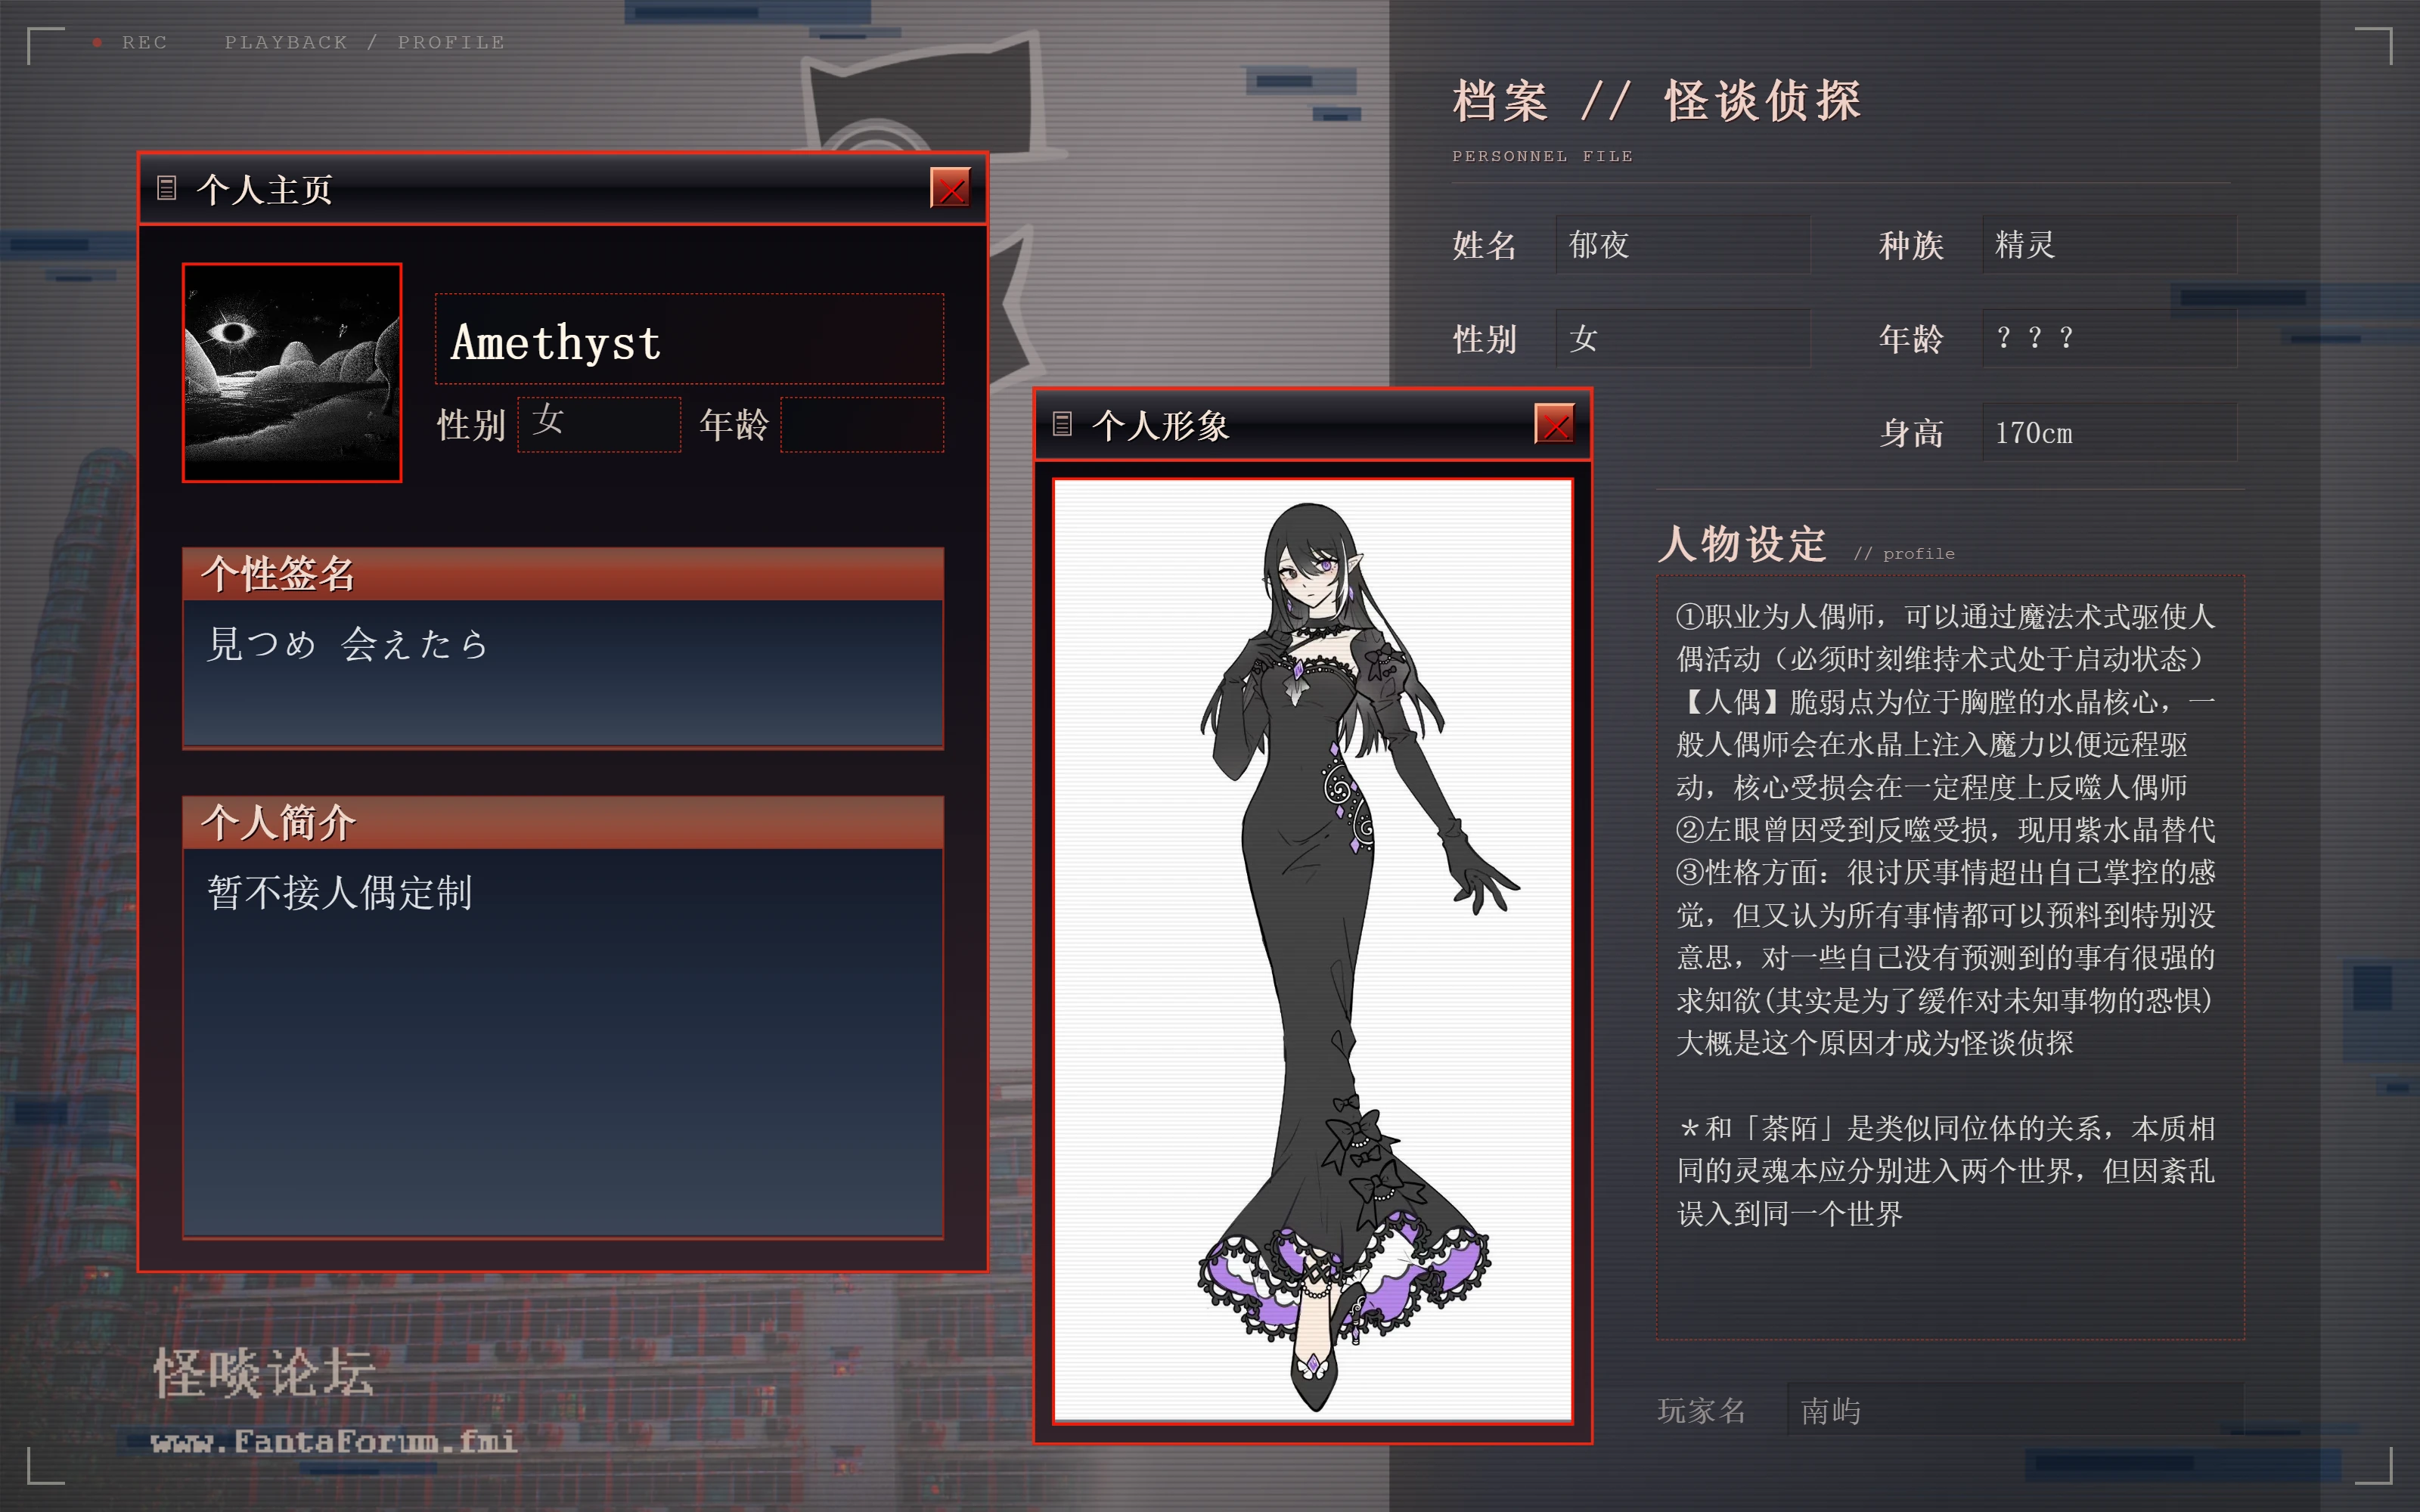 REC PLAYBACK / PROFILE
个人主页
Amethyst
性别 女 年龄
个性签名
見つめ 会えたら
个人简介
暂不接人偶定制
怪啖论坛
www.FantaForum.fmi
个人形象
档案 // 怪谈侦探
PERSONNEL FILE
姓名 郁夜 种族 精灵
性别 女 年龄 ？？？
身高 170cm
人物设定 // profile
①职业为人偶师，可以通过魔法术式驱使人
偶活动（必须时刻维持术式处于启动状态）
【人偶】脆弱点为位于胸膛的水晶核心，一
般人偶师会在水晶上注入魔力以便远程驱
动，核心受损会在一定程度上反噬人偶师
②左眼曾因受到反噬受损，现用紫水晶替代
③性格方面：很讨厌事情超出自己掌控的感
觉，但又认为所有事情都可以预料到特别没
意思，对一些自己没有预测到的事有很强的
求知欲(其实是为了缓作对未知事物的恐惧)
大概是这个原因才成为怪谈侦探
＊和「荼陌」是类似同位体的关系，本质相
同的灵魂本应分别进入两个世界，但因紊乱
误入到同一个世界
玩家名 南屿